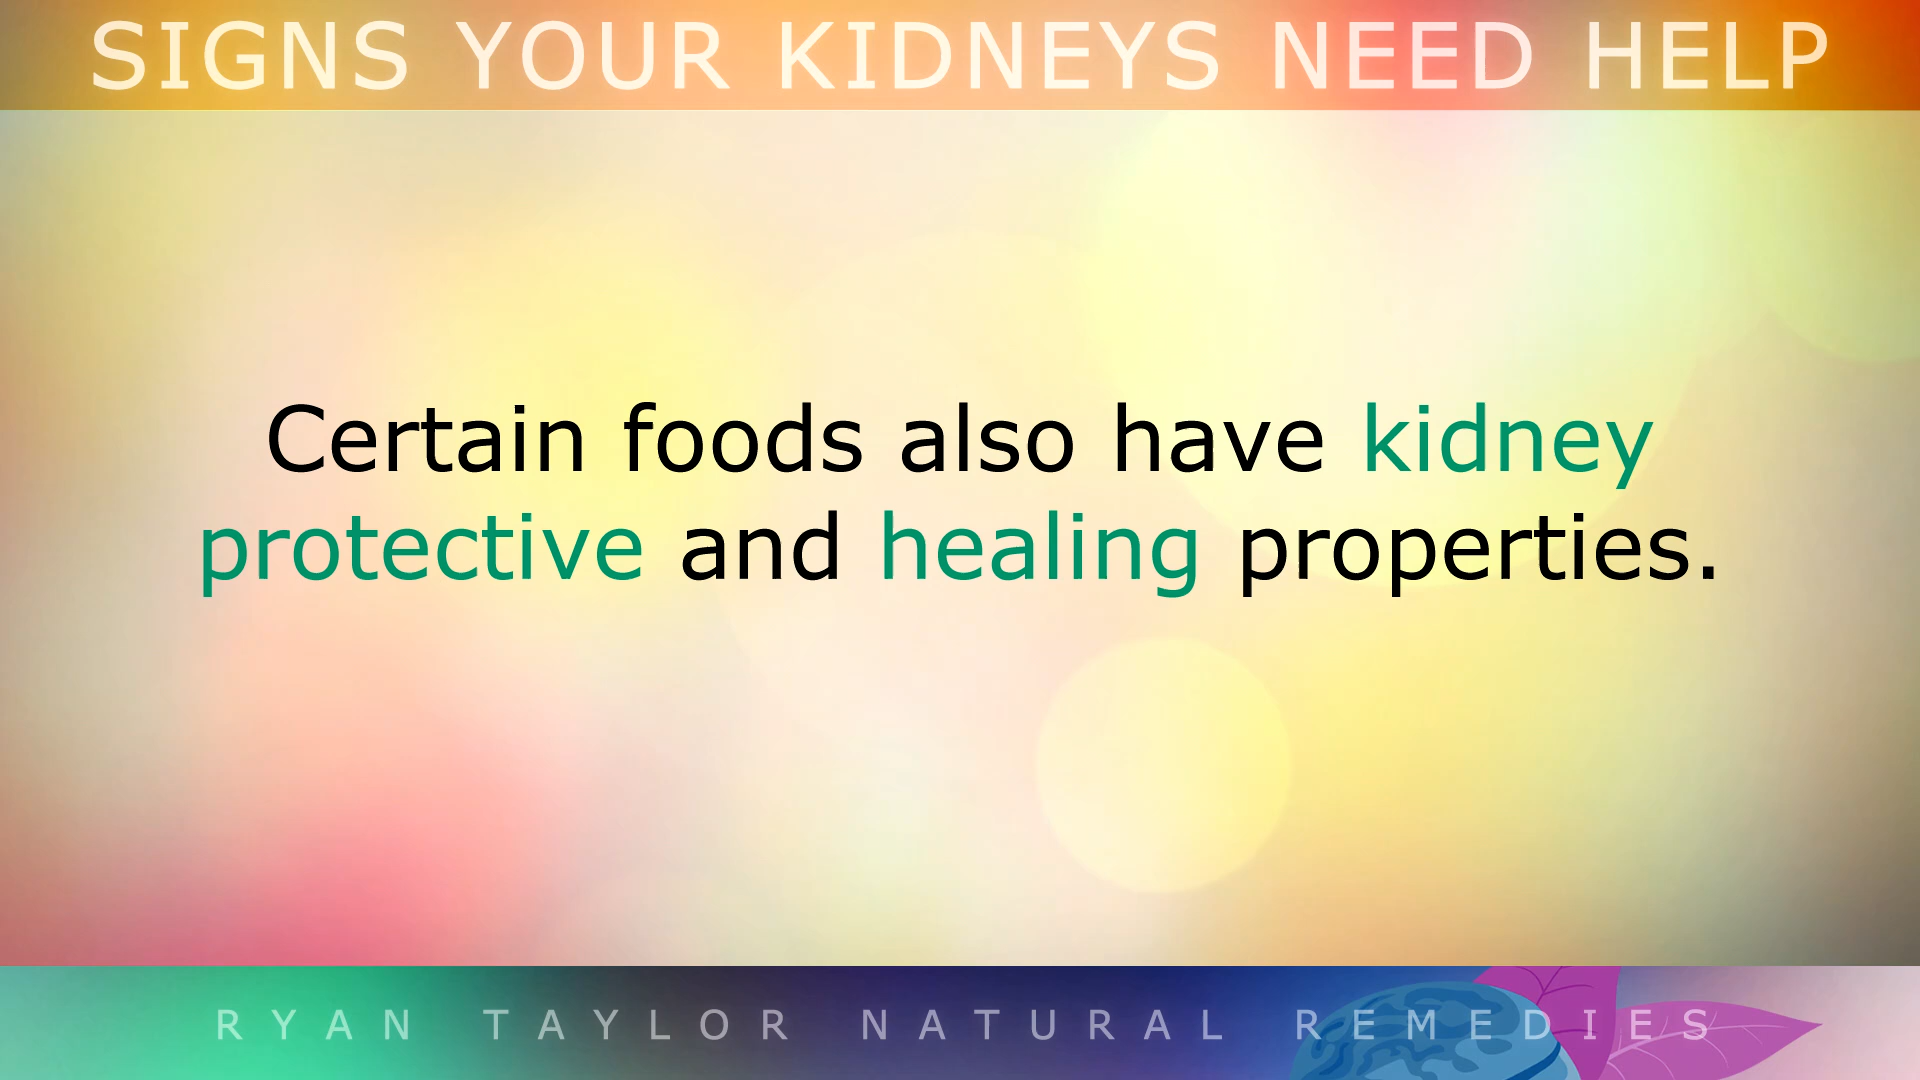 SIGNS YOUR KIDNEYS NEED HELP
Certain foods also have kidney
protective and healing properties.
RYAN TAYLOR NATURAL REMEDIES